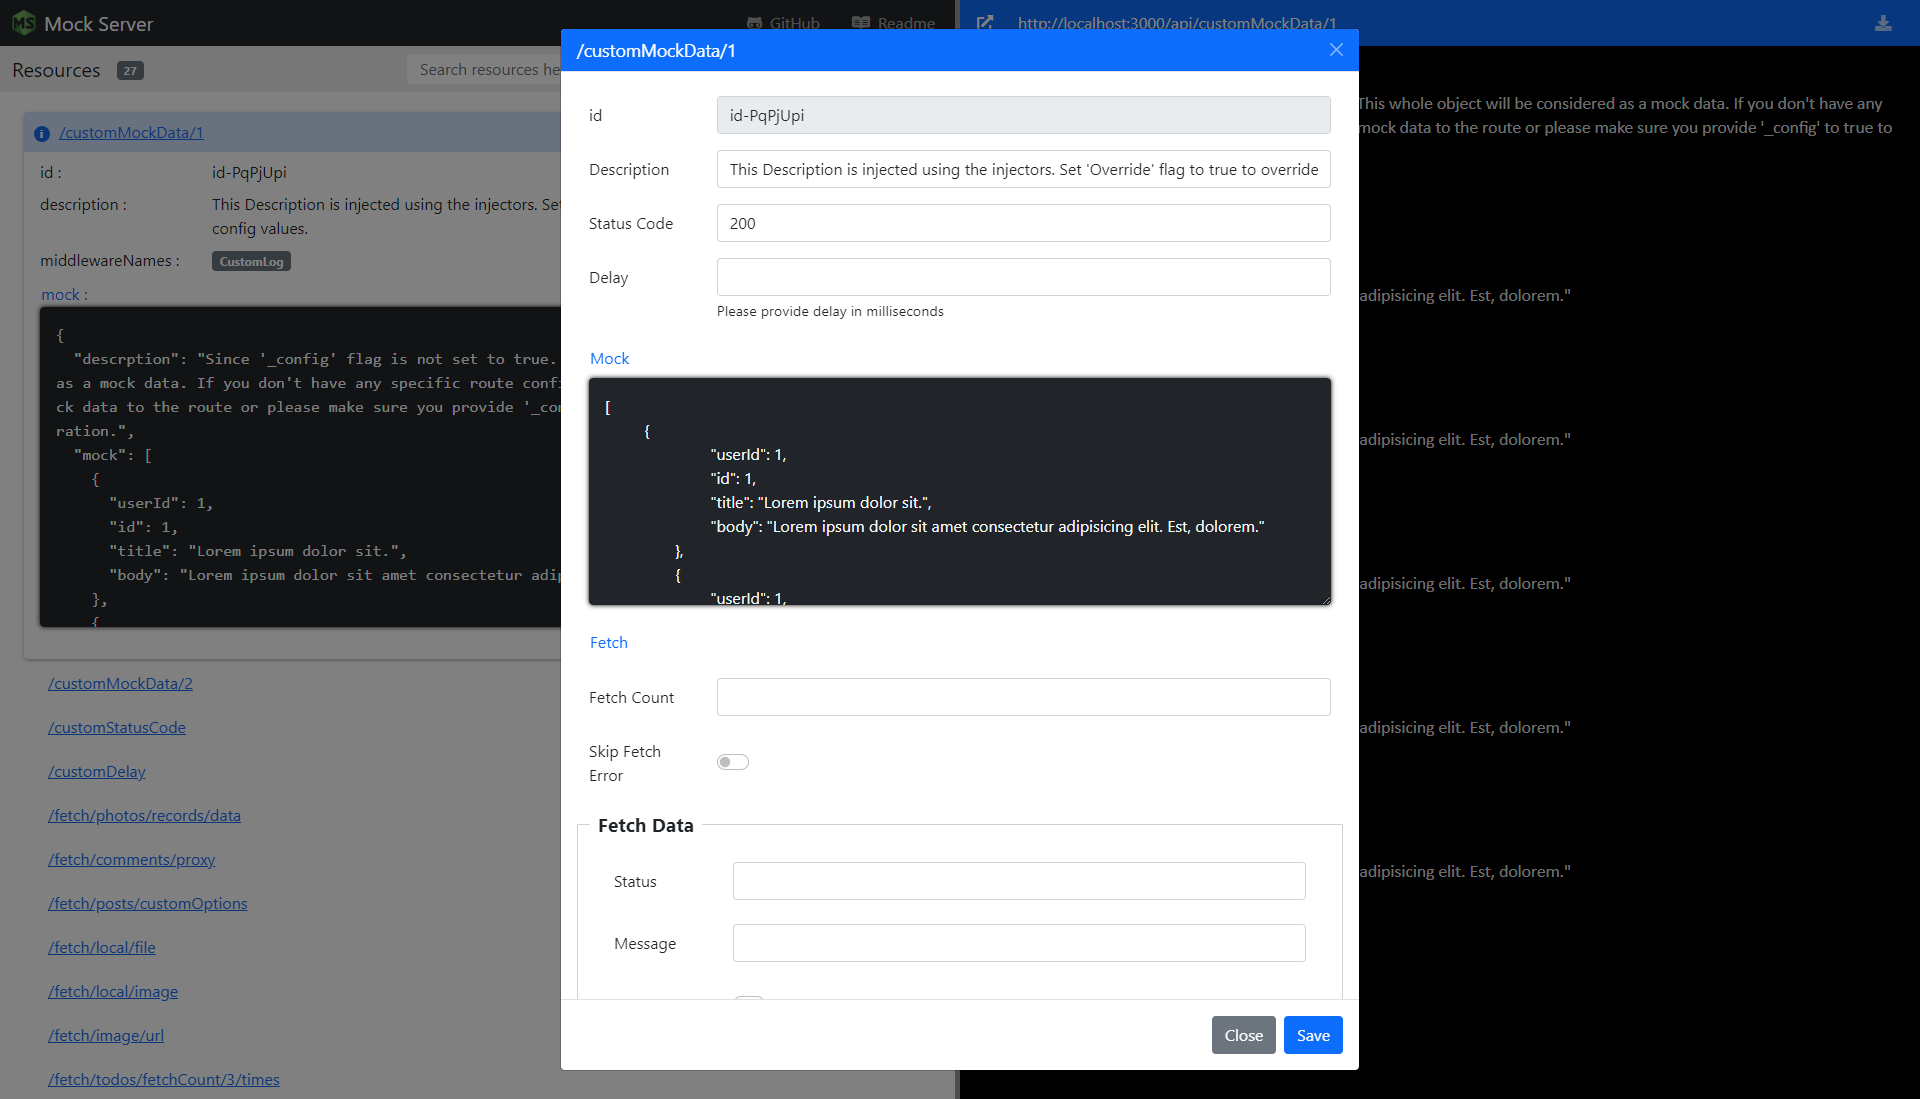 MS Mock Server
GitHub
Readme
http://localhost:3000/api/customMockData/1
Resources 27
Search resources he
/customMockData/1
id :
id-PqPjUpi
description :
This Description is injected using the injectors. Se
config values.
middlewareNames :
CustomLog
mock :
{
"descrption": "Since '_config' flag is not set to true.
as a mock data. If you don't have any specific route conf
ck data to the route or please make sure you provide '_co
ration.",
"mock": [
{
"userId": 1,
"id": 1,
"title": "Lorem ipsum dolor sit.",
"body": "Lorem ipsum dolor sit amet consectetur adip
},
{
/customMockData/2
/customStatusCode
/customDelay
/fetch/photos/records/data
/fetch/comments/proxy
/fetch/posts/customOptions
/fetch/local/file
/fetch/local/image
/fetch/image/url
/fetch/todos/fetchCount/3/times
/customMockData/1
id
id-PqPjUpi
Description
This Description is injected using the injectors. Set 'Override' flag to true to override
Status Code
200
Delay
Please provide delay in milliseconds
Mock
[
{
"userId": 1,
"id": 1,
"title": "Lorem ipsum dolor sit.",
"body": "Lorem ipsum dolor sit amet consectetur adipisicing elit. Est, dolorem."
},
{
"userId": 1,
Fetch
Fetch Count
Skip Fetch
Error
Fetch Data
Status
Message
Close
Save
This whole object will be considered as a mock data. If you don't have any
mock data to the route or please make sure you provide '_config' to true to
adipisicing elit. Est, dolorem."
adipisicing elit. Est, dolorem."
adipisicing elit. Est, dolorem."
adipisicing elit. Est, dolorem."
adipisicing elit. Est, dolorem."